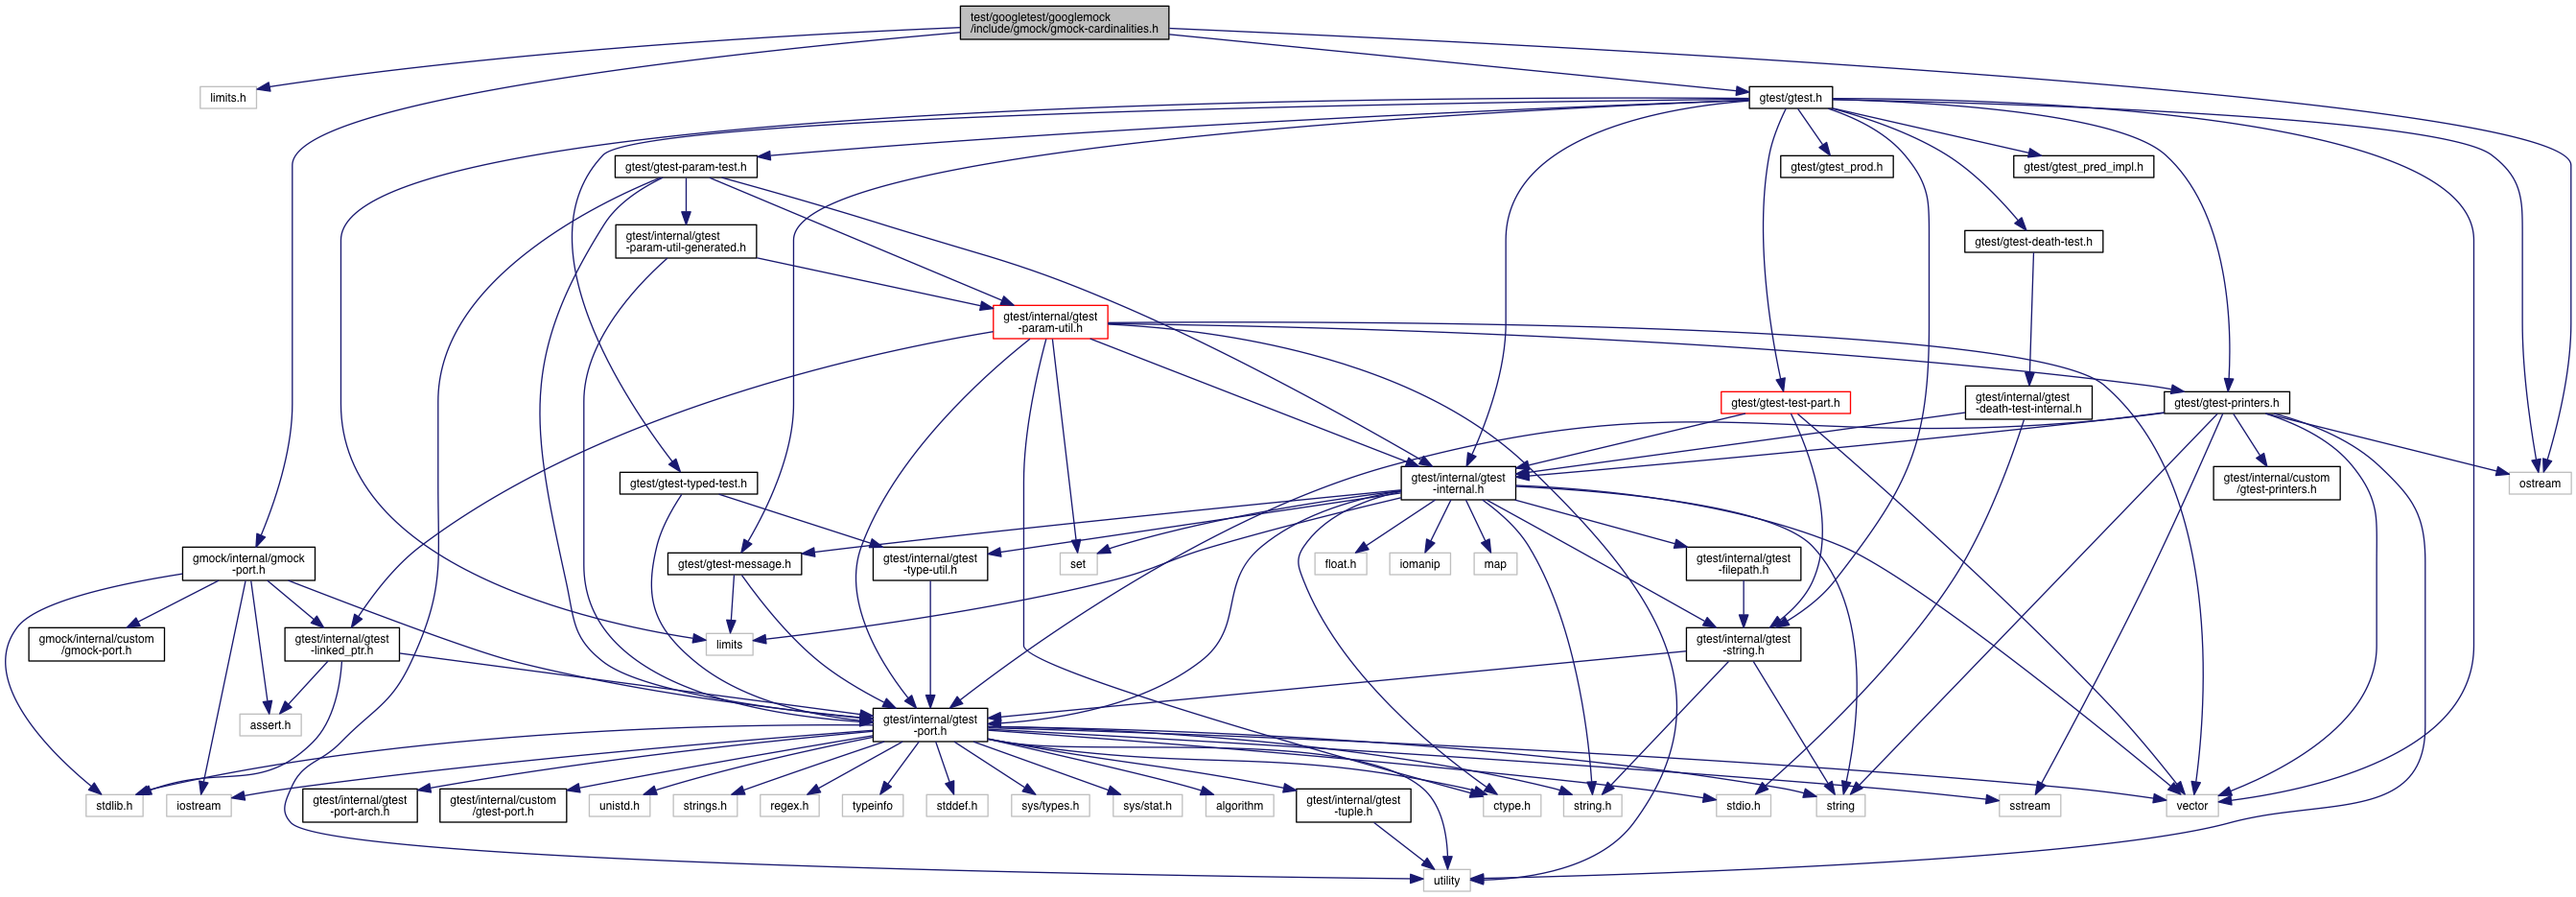 test/googletest/googlemock
/include/gmock/gmock-cardinalities.h
limits.h
gtest/gtest.h
gtest/gtest-param-test.h
gtest/gtest_prod.h
gtest/gtest_pred_impl.h
gtest/internal/gtest
-param-util-generated.h
gtest/gtest-death-test.h
gtest/internal/gtest
-param-util.h
gtest/gtest-test-part.h
gtest/internal/gtest
-death-test-internal.h
gtest/gtest-printers.h
gtest/gtest-typed-test.h
gtest/internal/gtest
-internal.h
gtest/internal/custom
/gtest-printers.h
ostream
gmock/internal/gmock
-port.h
gtest/gtest-message.h
gtest/internal/gtest
-type-util.h
set
float.h
iomanip
map
gtest/internal/gtest
-filepath.h
gmock/internal/custom
/gmock-port.h
gtest/internal/gtest
-linked_ptr.h
limits
gtest/internal/gtest
-string.h
assert.h
gtest/internal/gtest
-port.h
stdlib.h
iostream
gtest/internal/gtest
-port-arch.h
gtest/internal/custom
/gtest-port.h
unistd.h
strings.h
regex.h
typeinfo
stddef.h
sys/types.h
sys/stat.h
algorithm
gtest/internal/gtest
-tuple.h
ctype.h
string.h
stdio.h
string
sstream
vector
utility